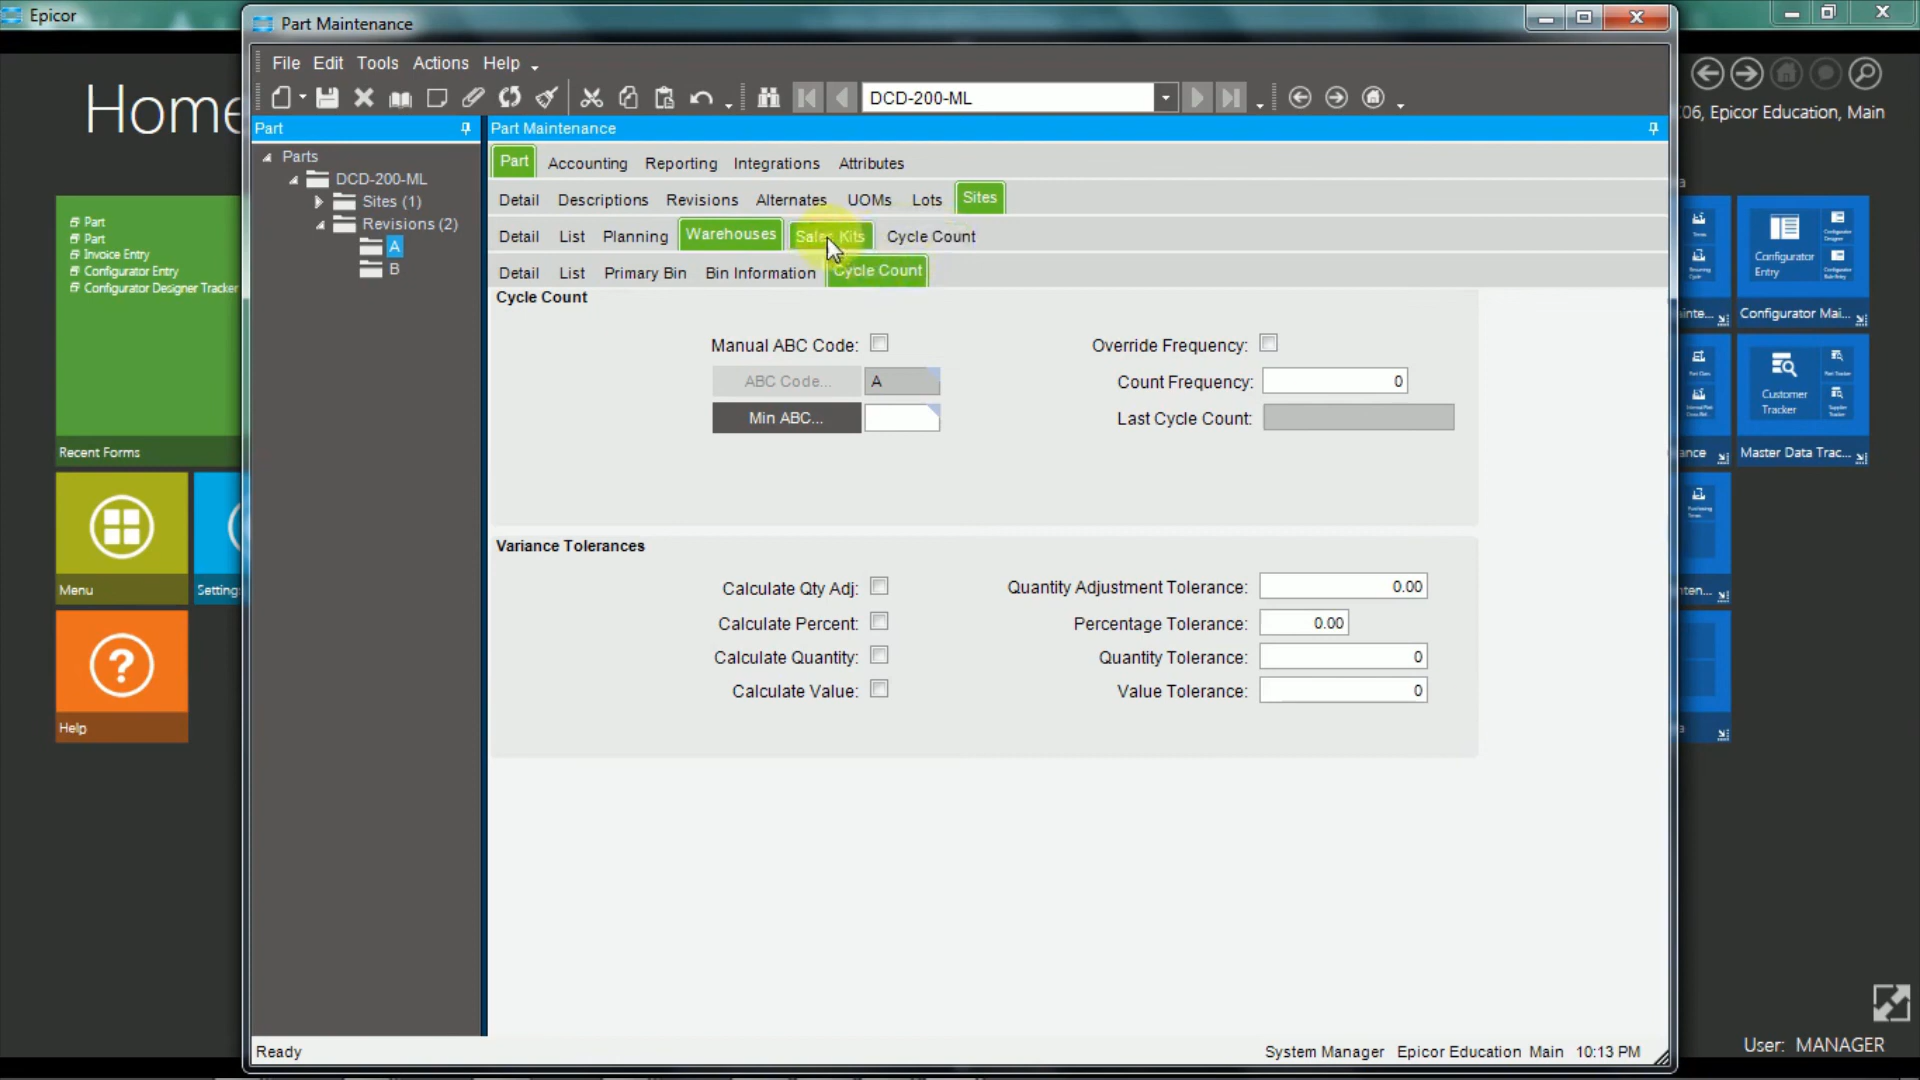 Epicor
Part Maintenance
File Edit Tools Actions Help
DCD-200-ML
Home
06, Epicor Education, Main
Part
Part Maintenance
Parts
DCD-200-ML
Sites (1)
Revisions (2)
A
B
Part Accounting Reporting Integrations Attributes
Detail Descriptions Revisions Alternates UOMs Lots Sites
Detail List Planning Warehouses Sales Kits Cycle Count
Detail List Primary Bin Bin Information Cycle Count
Cycle Count
Manual ABC Code:
Override Frequency:
ABC Code... A
Count Frequency: 0
Min ABC...
Last Cycle Count:
Variance Tolerances
Calculate Qty Adj:
Quantity Adjustment Tolerance: 0.00
Calculate Percent:
Percentage Tolerance: 0.00
Calculate Quantity:
Quantity Tolerance: 0
Calculate Value:
Value Tolerance: 0
Part
Part
Invoice Entry
Configurator Entry
Configurator Designer Tracker
Recent Forms
Menu
Setting
Help
Configurator
Entry
Configurator Mai...
Customer
Tracker
Master Data Trac...
Ready
System Manager Epicor Education Main 10:13 PM
User: MANAGER